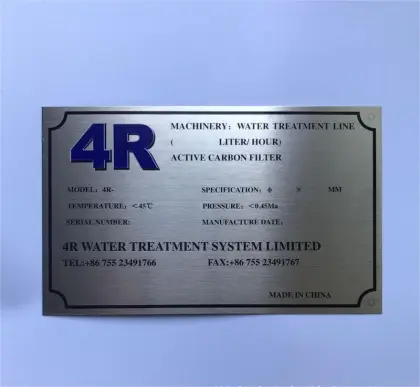 4R
MACHINERY: WATER TREATMENT LINE
( LITER/ HOUR)
ACTIVE CARBON FILTER
MODEL: 4R- SPECIFICATION: ϕ × MM
TEMPERATURE: <45℃ PRESSURE: <0.45Ma
SERIAL NUMBER: MANUFACTURE DATE:
4R WATER TREATMENT SYSTEM LIMITED
TEL:+86 755 23491766 FAX:+86 755 23491767
MADE IN CHINA